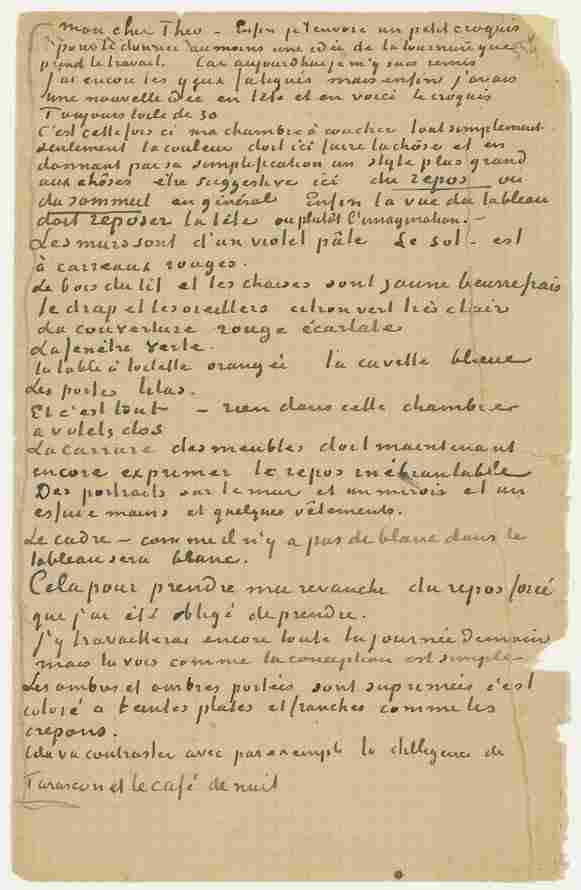 mon cher Theo – Enfin je t'envoie un petit croquis
pour te donner au moins une idée de la tournure que
prend le travail. Car aujourd'hui je m'y suis remis
J'ai encore les yeux fatigués mais enfin j'avais
une nouvelle idée en tête et en voici le croquis
Toujours toile de 30
C'est cette fois ci ma chambre à coucher tout simplement
seulement la couleur doit ici faire la chôse et en
donnant par sa simplification un style plus grand
aux chôses être suggestive ici du repos ou
du sommeil en général Enfin la vue du tableau
doit reposer la tête ou plutôt l'imagination. –
Les murs sont d'un violet pâle Le sol – est
à carreaux rouges.
Le bois du lit et les chaises sont jaune beurre frais
le drap et les oreillers citron vert très clair
La couverture rouge écarlate
La fenêtre verte.
la table à toilette orangée la cuvette bleue
Les portes lilas.
Et c'est tout – rien dans cette chambre
a volets clos
La carrure des meubles doit maintenant
encore exprimer le repos inébranlable
Des portraits sur le mur et un miroir et un
essuie mains et quelques vêtements.
Le cadre – comme il n'y a pas de blanc dans le
tableau sera blanc.
Cela pour prendre ma revanche du repos forcé
que j'ai été obligé de prendre.
J'y travaillerai encore toute la journée demain
mais tu vois comme la conception est simple
Les ombres et ombres portées sont suprimées c'est
coloré a teintes plates et franches comme les
crepons.
Cela va contraster avec par exemple la diligence de
Tarascon et le café de nuit